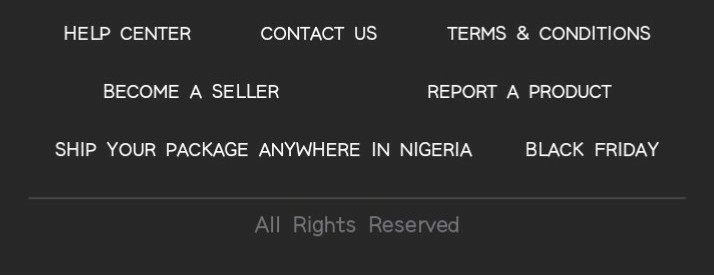 HELP CENTER CONTACT US TERMS & CONDITIONS
BECOME A SELLER REPORT A PRODUCT
SHIP YOUR PACKAGE ANYWHERE IN NIGERIA BLACK FRIDAY
All Rights Reserved